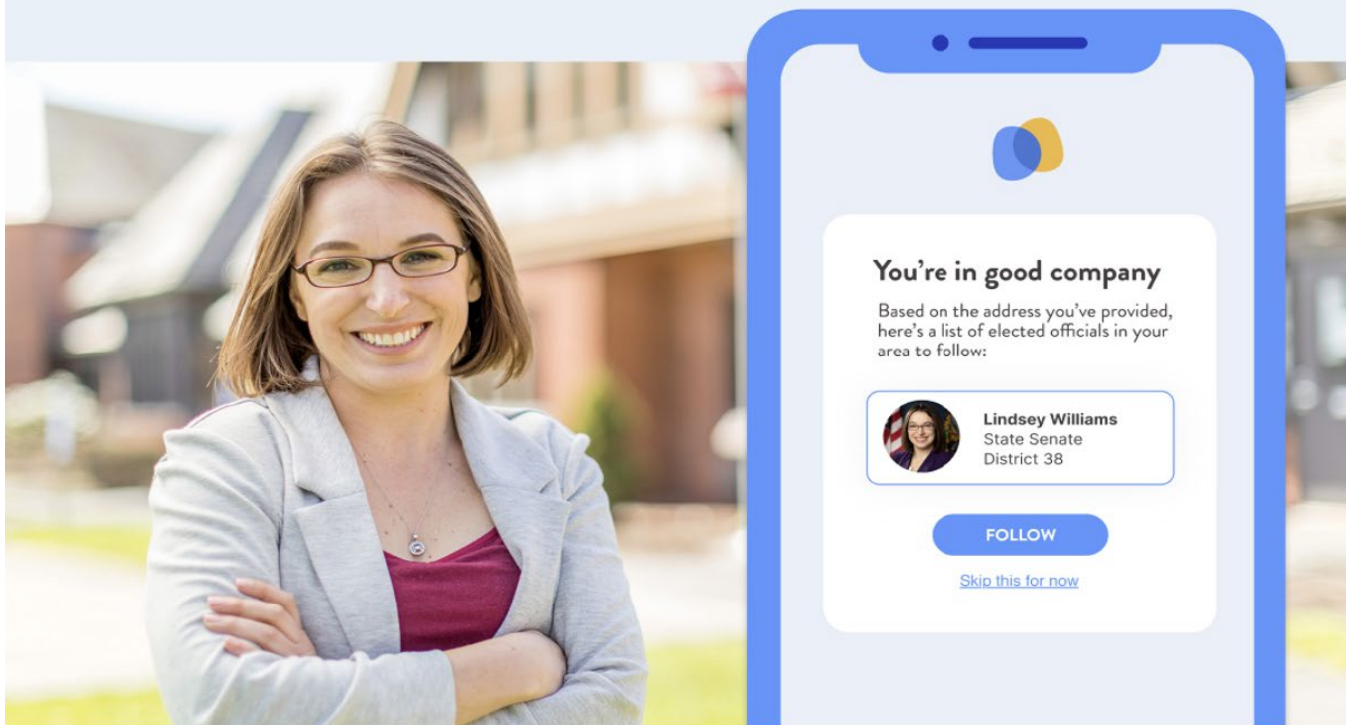 You're in good company
Based on the address you've provided,
here's a list of elected officials in your
area to follow:
Lindsey Williams
State Senate
District 38
FOLLOW
Skip this for now